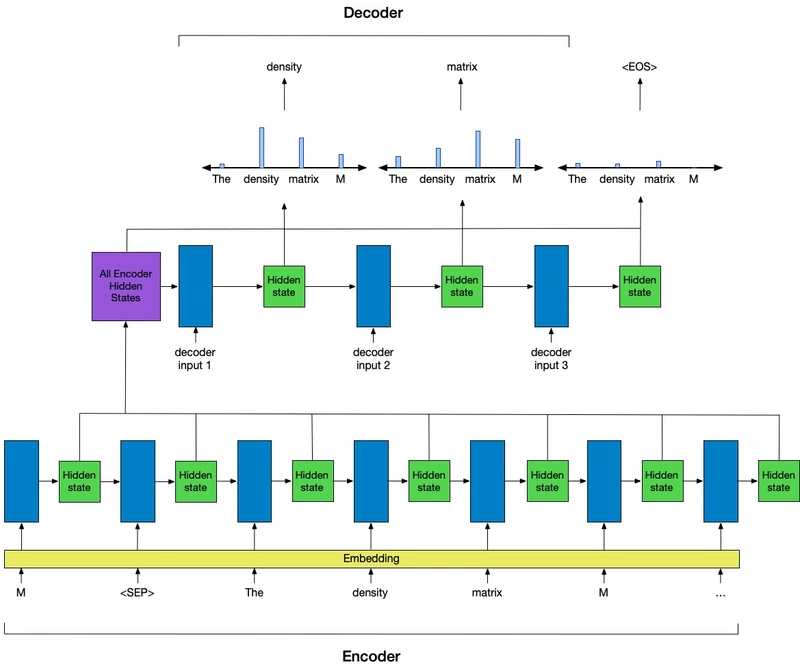 Decoder
density matrix <EOS>
The density matrix M The density matrix M The density matrix M
All Encoder
Hidden
States
Hidden
state
Hidden
state
Hidden
state
decoder
input 1
decoder
input 2
decoder
input 3
Hidden
state
Hidden
state
Hidden
state
Hidden
state
Hidden
state
Hidden
state
Hidden
state
Embedding
M <SEP> The density matrix M ...
Encoder